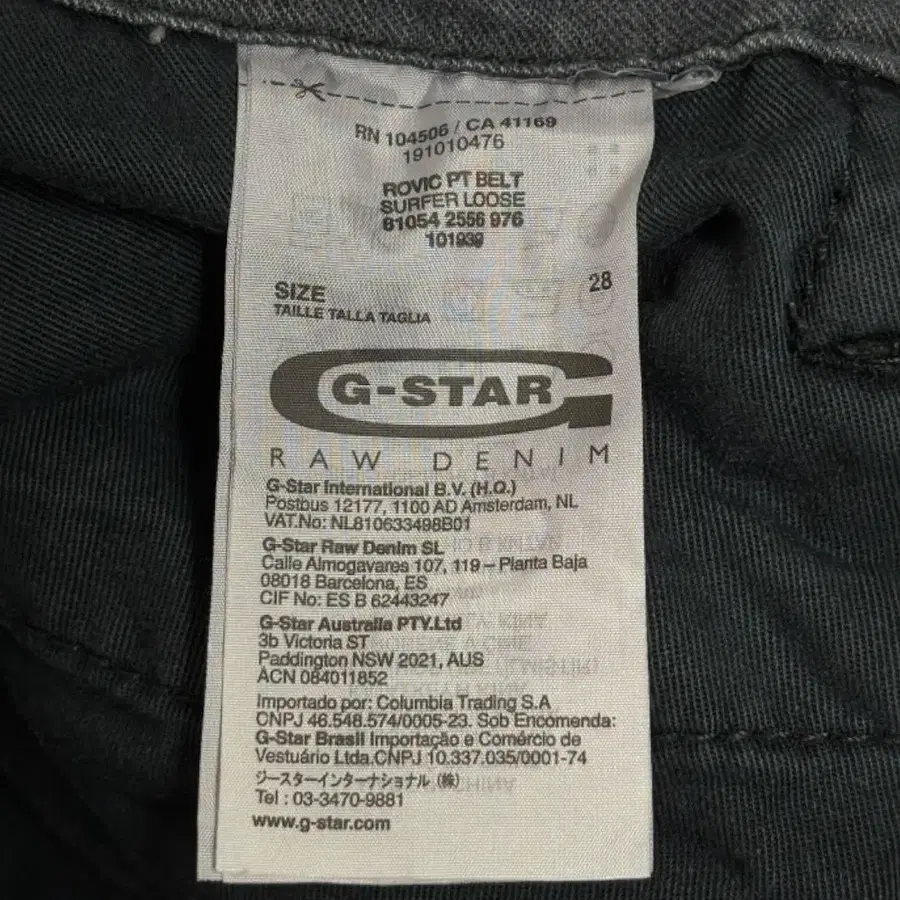 RN 104506 / CA 41169
191010476
ROVIC PT BELT
SURFER LOOSE
81054 2556 976
101939
28
SIZE
TAILLE TALLA TAGLIA
G-STAR
RAW DENIM
G-Star International B.V. (H.Q.)
Postbus 12177, 1100 AD Amsterdam, NL
VAT.No: NL810633498B01
G-Star Raw Denim SL
Calle Almogavares 107, 119 – Planta Baja
08018 Barcelona, ES
CIF No: ES B 62443247
G-Star Australia PTY.Ltd
3b Victoria ST
Paddington NSW 2021, AUS
ACN 084011852
Importado por: Columbia Trading S.A
CNPJ 46.548.574/0005-23. Sob Encomenda:
G-Star Brasil Importação e Comércio de
Vestuário Ltda.CNPJ 10.337.035/0001-74
ジースターインターナショナル (株)
Tel : 03-3470-9881
www.g-star.com